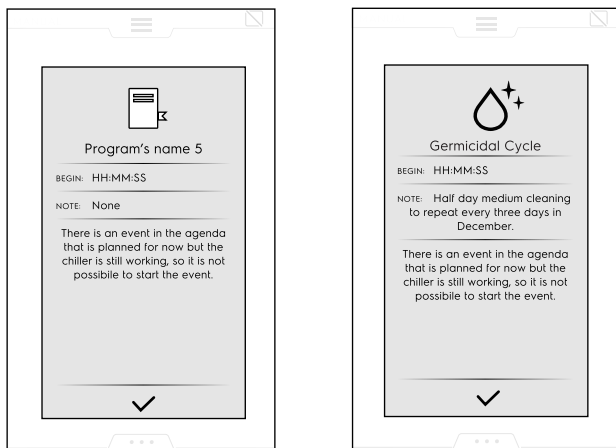 Program's name 5
BEGIN: HH:MM:SS
NOTE: None
There is an event in the agenda
that is planned for now but the
chiller is still working, so it is not
possibile to start the event.
Germicidal Cycle
BEGIN: HH:MM:SS
NOTE: Half day medium cleaning
to repeat every three days in
December.
There is an event in the agenda
that is planned for now but the
chiller is still working, so it is not
possibile to start the event.